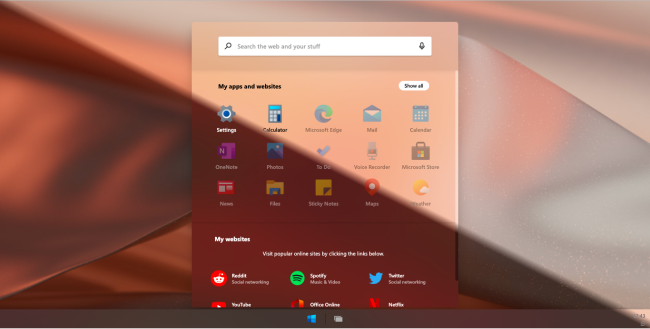 Search the web and your stuff
My apps and websites
Show all
Settings
Calculator
Microsoft Edge
Mail
Calendar
OneNote
Photos
To Do
Voice Recorder
Microsoft Store
News
Files
Sticky Notes
Maps
Weather
My websites
Visit popular online sites by clicking the links below.
Reddit
Social networking
Spotify
Music & Video
Twitter
Social networking
YouTube
Office Online
Netflix